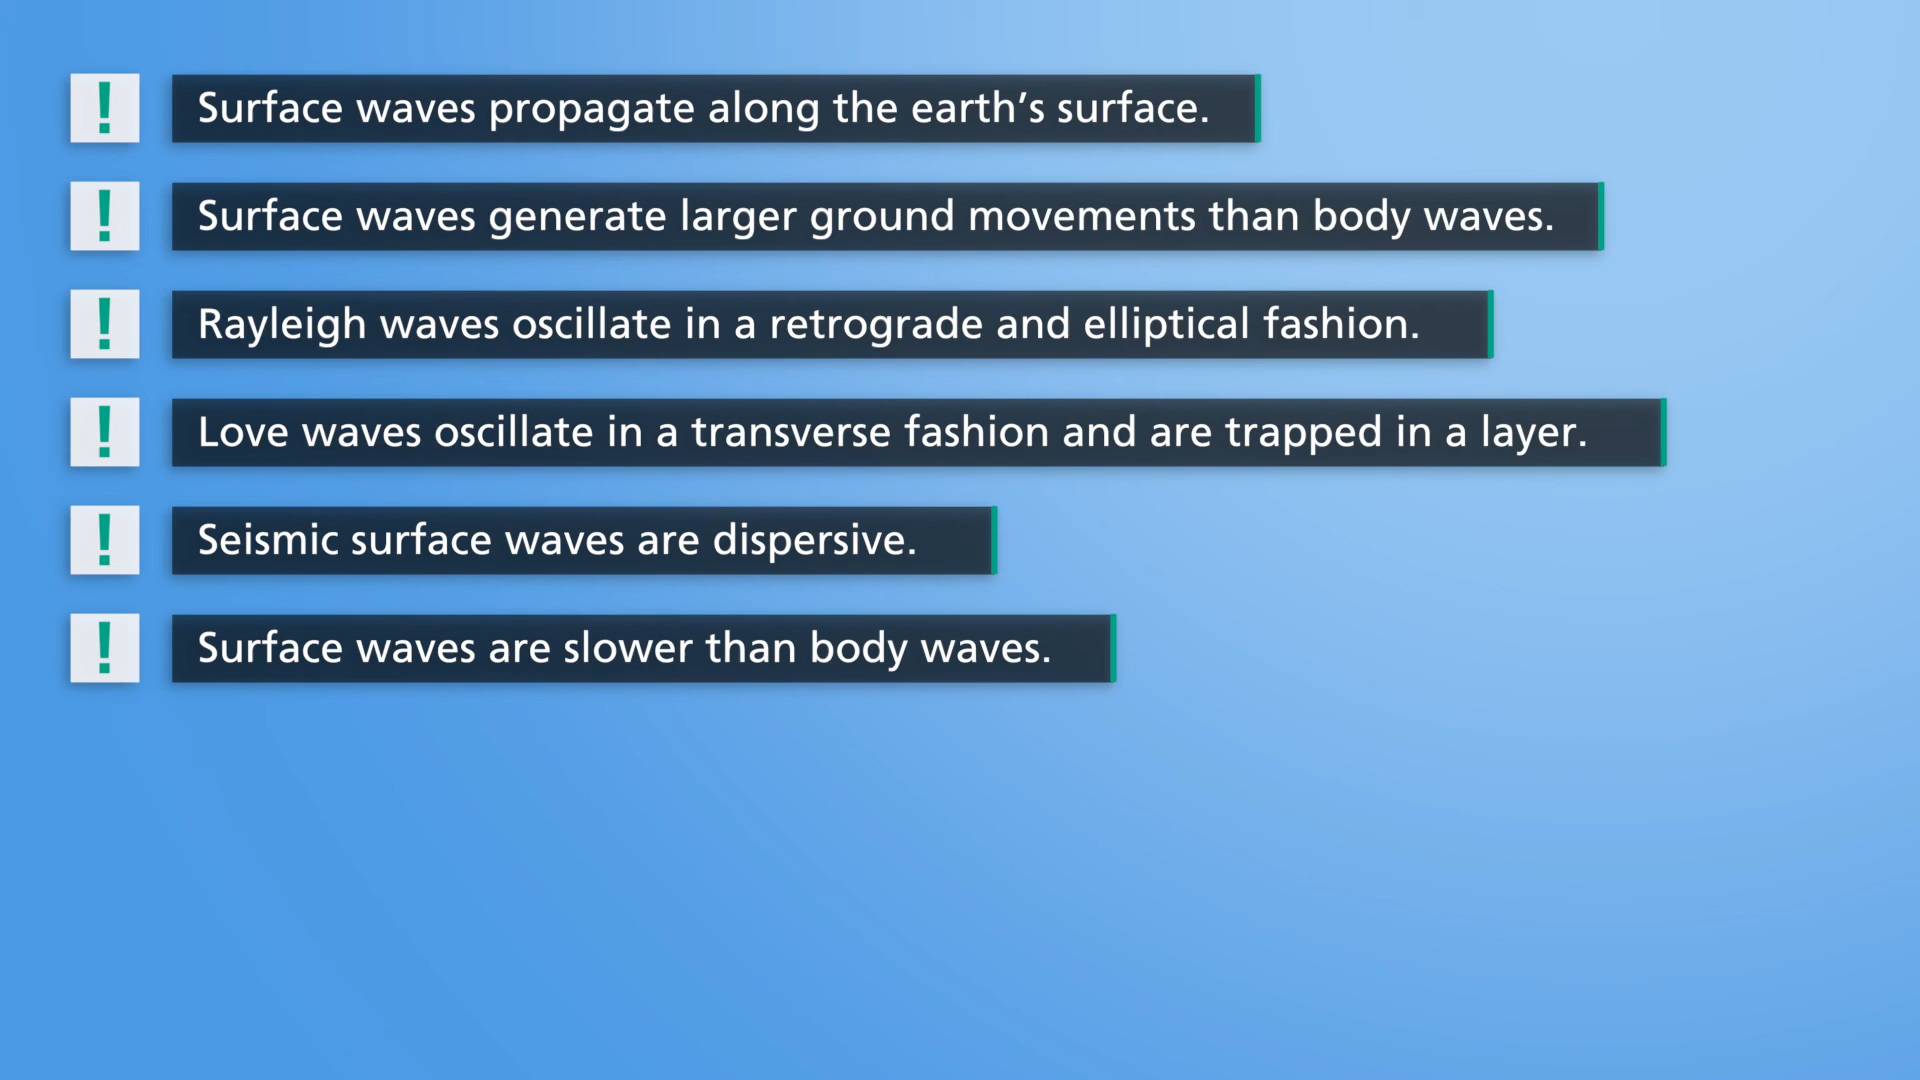 ! Surface waves propagate along the earth’s surface.
! Surface waves generate larger ground movements than body waves.
! Rayleigh waves oscillate in a retrograde and elliptical fashion.
! Love waves oscillate in a transverse fashion and are trapped in a layer.
! Seismic surface waves are dispersive.
! Surface waves are slower than body waves.